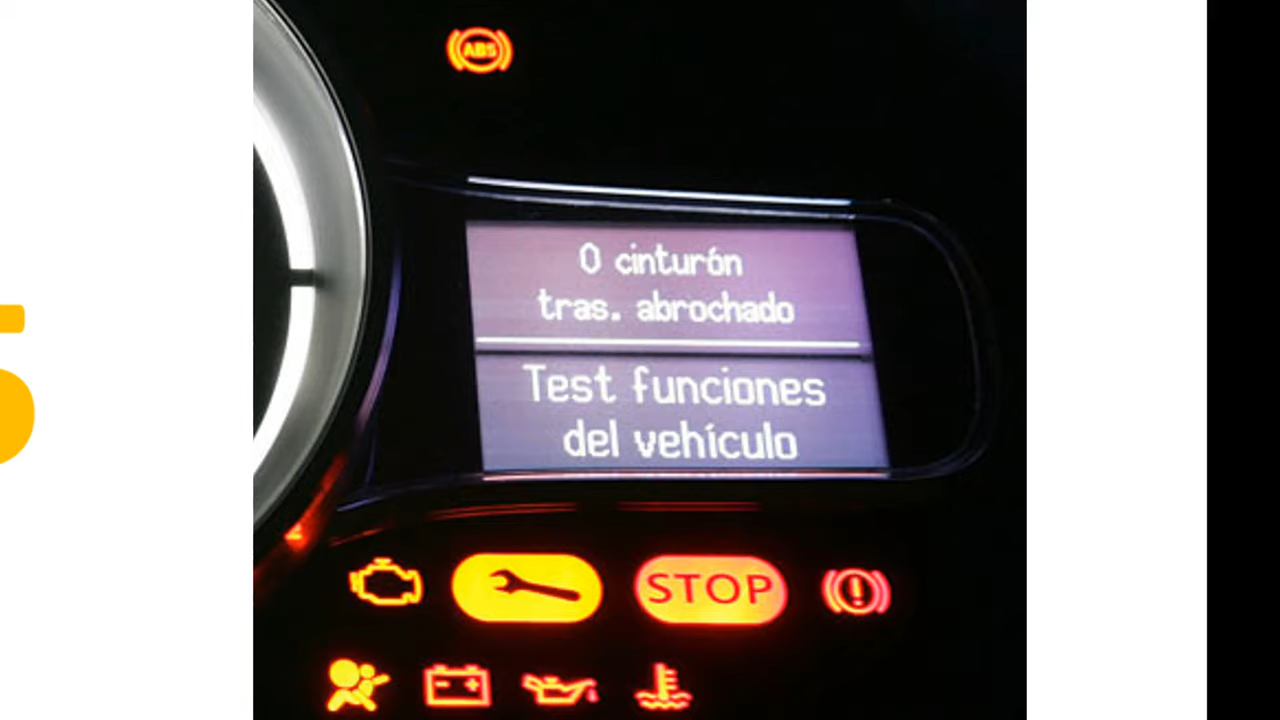 ABS
0 cinturón
tras. abrochado
Test funciones
del vehículo
STOP